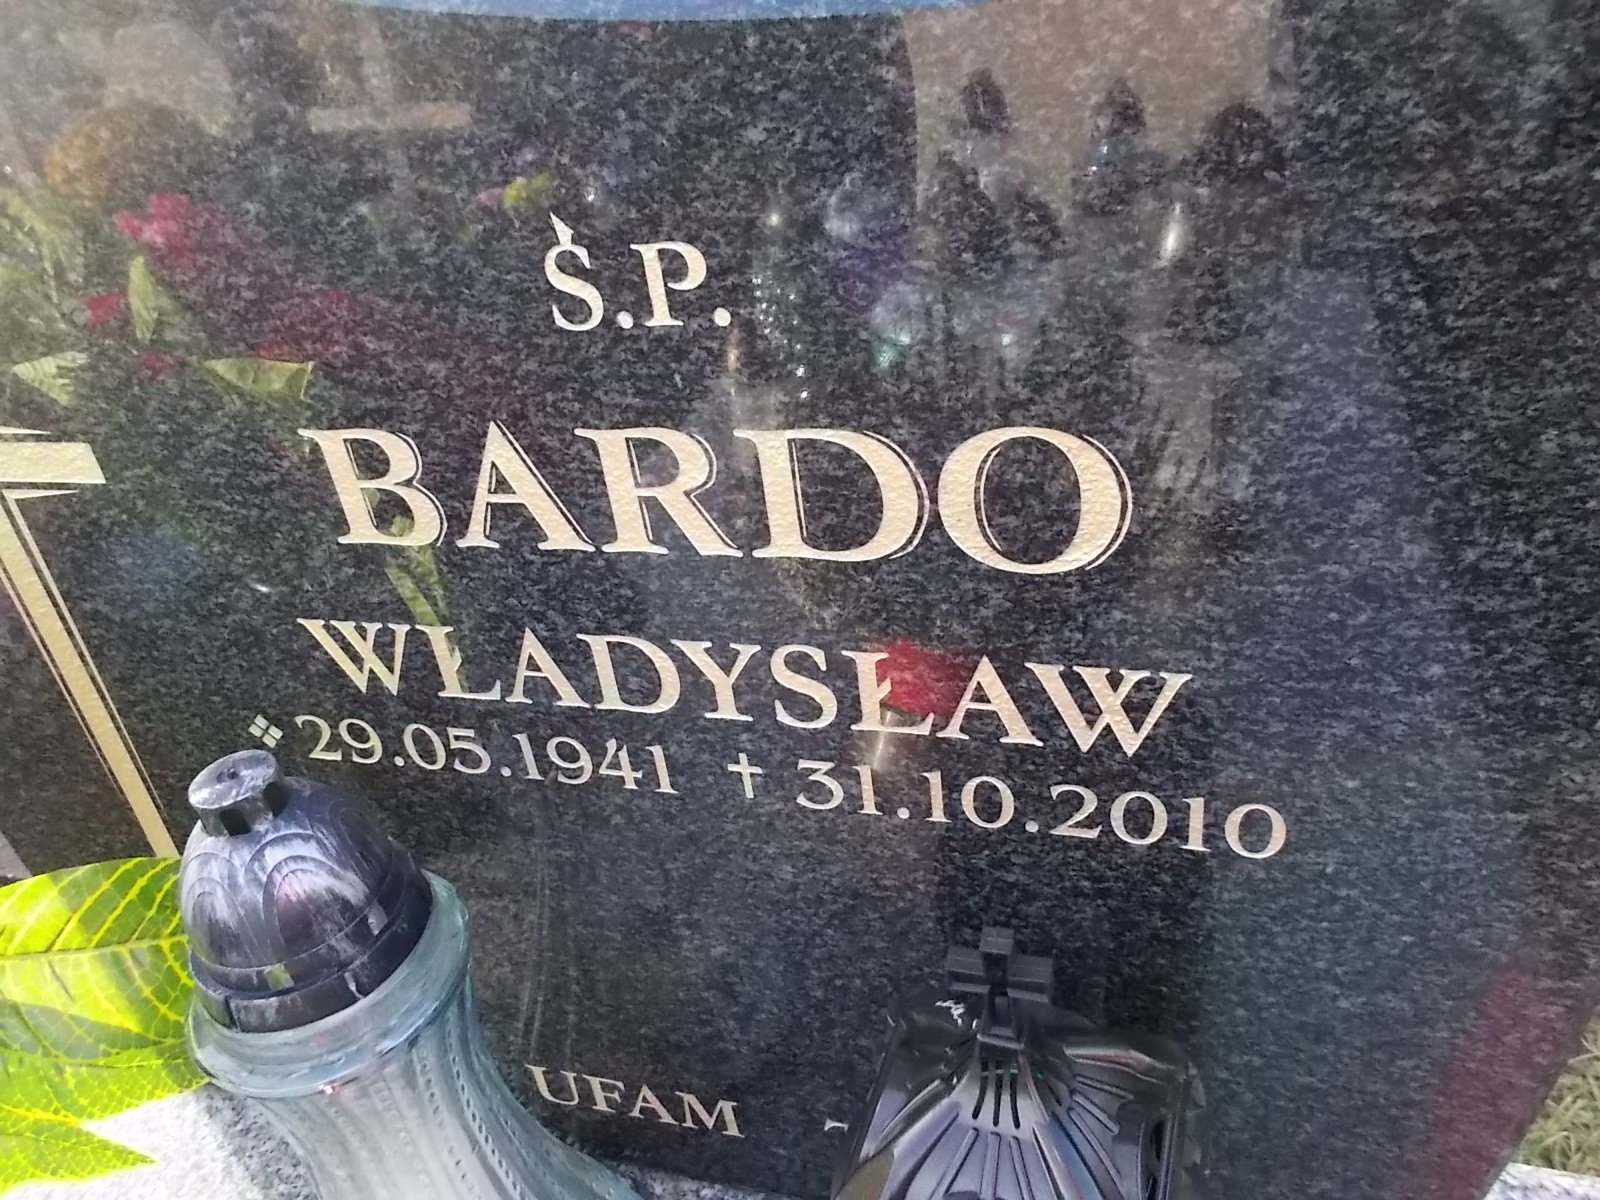 Ś.P.
BARDO
WŁADYSŁAW
29.05.1941 † 31.10.2010
UFAM